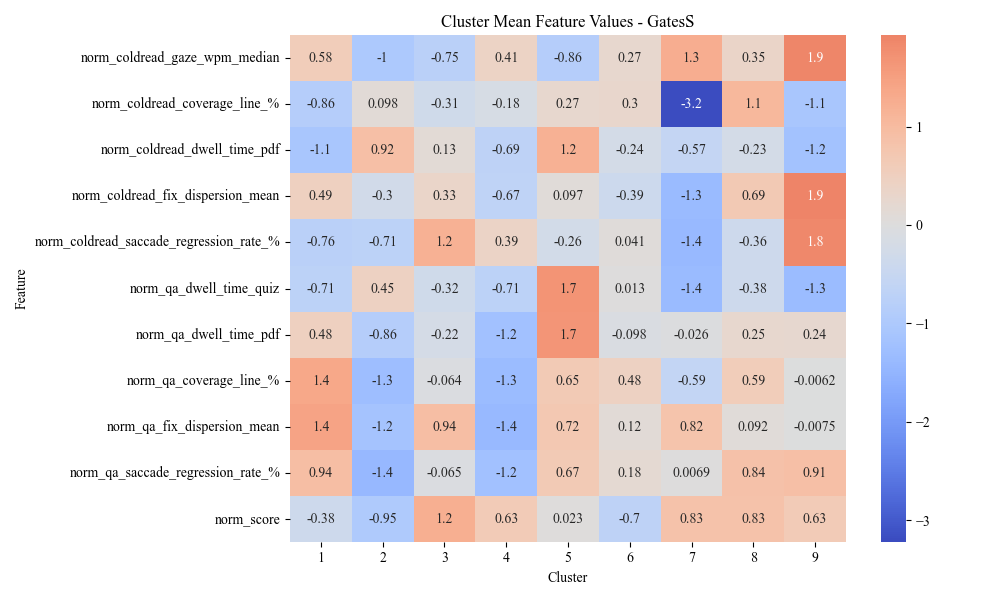 Cluster Mean Feature Values - GatesS
norm_coldread_gaze_wpm_median 0.58 -1 -0.75 0.41 -0.86 0.27 1.3 0.35 1.9
norm_coldread_coverage_line_% -0.86 0.098 -0.31 -0.18 0.27 0.3 -3.2 1.1 -1.1
norm_coldread_dwell_time_pdf -1.1 0.92 0.13 -0.69 1.2 -0.24 -0.57 -0.23 -1.2
norm_coldread_fix_dispersion_mean 0.49 -0.3 0.33 -0.67 0.097 -0.39 -1.3 0.69 1.9
norm_coldread_saccade_regression_rate_% -0.76 -0.71 1.2 0.39 -0.26 0.041 -1.4 -0.36 1.8
norm_qa_dwell_time_quiz -0.71 0.45 -0.32 -0.71 1.7 0.013 -1.4 -0.38 -1.3
norm_qa_dwell_time_pdf 0.48 -0.86 -0.22 -1.2 1.7 -0.098 -0.026 0.25 0.24
norm_qa_coverage_line_% 1.4 -1.3 -0.064 -1.3 0.65 0.48 -0.59 0.59 -0.0062
norm_qa_fix_dispersion_mean 1.4 -1.2 0.94 -1.4 0.72 0.12 0.82 0.092 -0.0075
norm_qa_saccade_regression_rate_% 0.94 -1.4 -0.065 -1.2 0.67 0.18 0.0069 0.84 0.91
norm_score -0.38 -0.95 1.2 0.63 0.023 -0.7 0.83 0.83 0.63
1 2 3 4 5 6 7 8 9
Cluster
Feature
1
0
−1
−2
−3